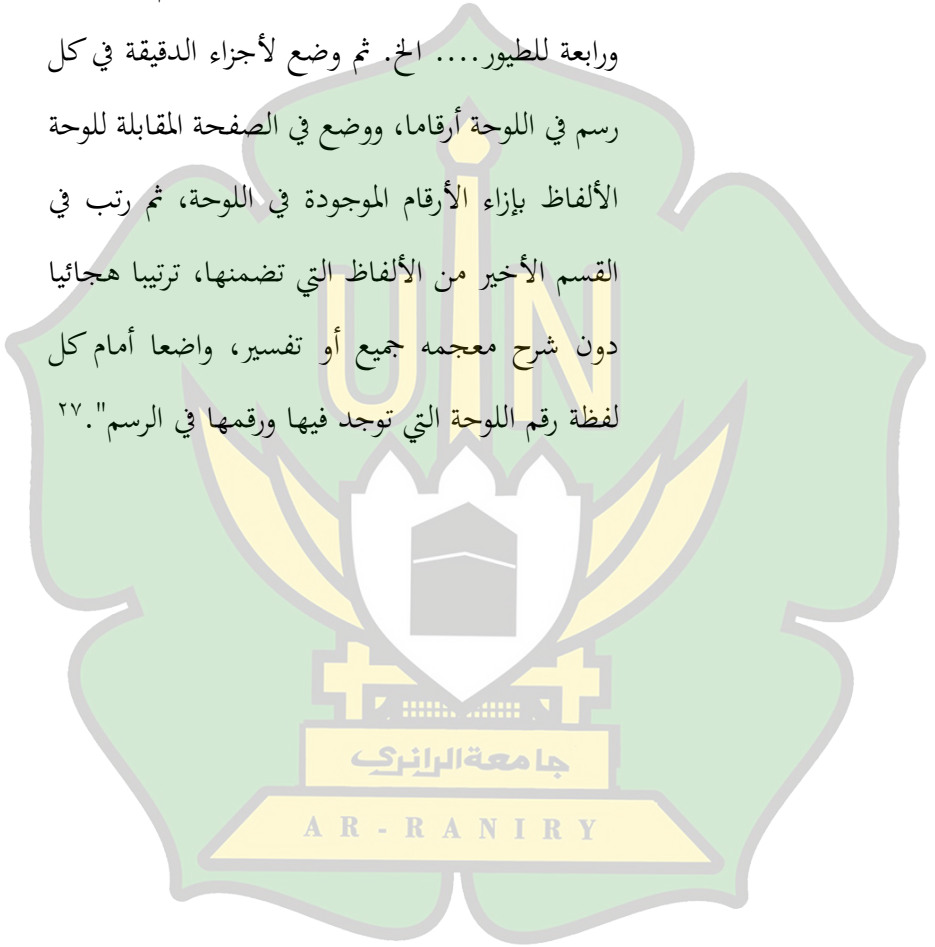 ورابعة للطيور.... الخ. ثم وضع لأجزاء الدقيقة في كل
رسم في اللوحة أرقاما، ووضع في الصفحة المقابلة للوحة
الألفاظ بإزاء الأرقام الموجودة في اللوحة، ثم رتب في
القسم الأخير من الألفاظ التي تضمنها، ترتيبا هجائيا
دون شرح معجمه جميع أو تفسير، واضعا أمام كل
لفظة رقم اللوحة التي توجد فيها ورقمها في الرسم".٢٧
UIN
جامعة الرانري
AR-RANIRY